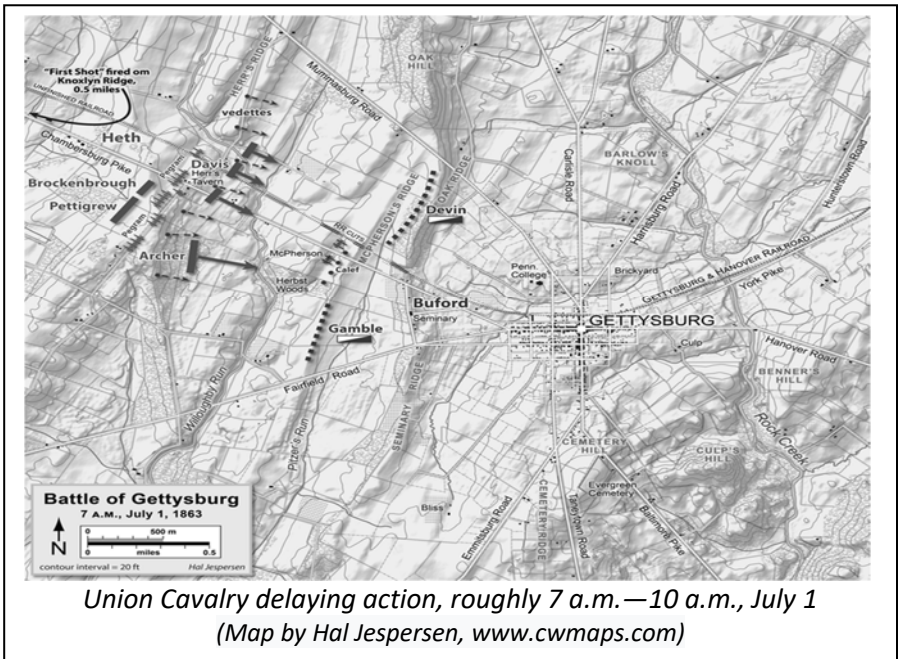 "First Shot" fired om
Knoxlyn Ridge,
0.5 miles
UNFINISHED RAILROAD
HERR'S RIDGE
vedettes
Mummasburg Road
OAK
HILL
Heth
Chambersburg Pike
Pegram
Davis
Herr's
Tavern
Brockenbrough
Pettigrew
Pegram
Archer
OAK RIDGE
Devin
MCPHERSON'S RIDGE
RR CUTS
McPherson
Calef
Herbst
Woods
Carlisle Road
BARLOW'S
KNOLL
Harrisburg Road
Hunterstown Road
Penn.
College
Brickyard
GETTYSBURG & HANOVER RAILROAD
York Pike
Buford
Seminary
GETTYSBURG
Gamble
Culp
Hanover Road
BENNER'S
HILL
Fairfield Road
Willoughby Run
Pitzer's Run
SEMINARY RIDGE
Rock Creek
CEMETERY
HILL
CULP'S
HILL
Evergreen
Cemetery
Bliss
Emmitsburg Road
CEMETERY RIDGE
Taneytown Road
Baltimore Pike
Battle of Gettysburg
7 A.M., July 1, 1863
N
0 500 m
0 miles 0.5
contour interval = 20 ft Hal Jespersen
Union Cavalry delaying action, roughly 7 a.m.—10 a.m., July 1
(Map by Hal Jespersen, www.cwmaps.com)